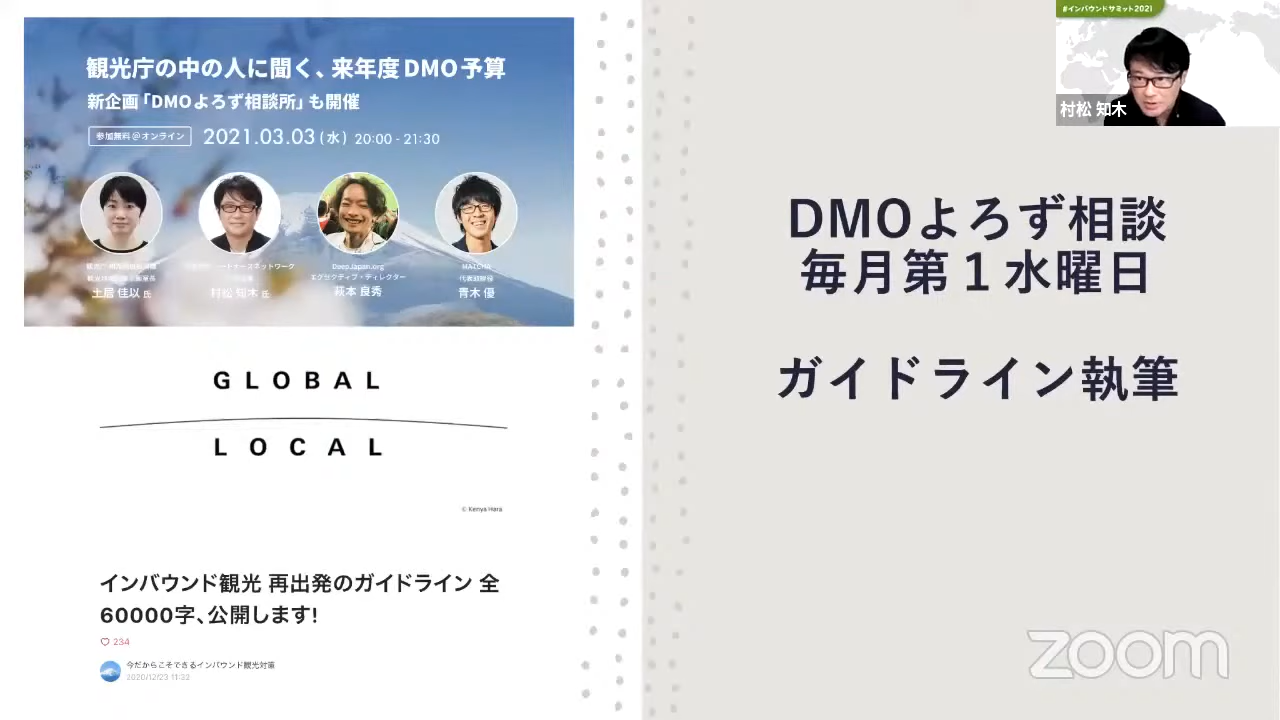 観光庁の中の人に聞く、来年度DMO予算
新企画「DMOよろず相談所」も開催
参加無料@オンライン 2021.03.03(水) 20:00 - 21:30
DeepJapan.org
エグゼクティブ・ディレクター
MATCHA
代表取締役
土居 佳以 氏
村松 知木 氏
萩本 良秀
青木 優
GLOBAL
LOCAL
© Kenya Hara
インバウンド観光 再出発のガイドライン 全
60000字、公開します!
234
今だからこそできるインバウンド観光対策
2020/12/23 11:32
#インバウンドサミット2021
村松 知木
DMOよろず相談
毎月第1水曜日
ガイドライン執筆
zoom